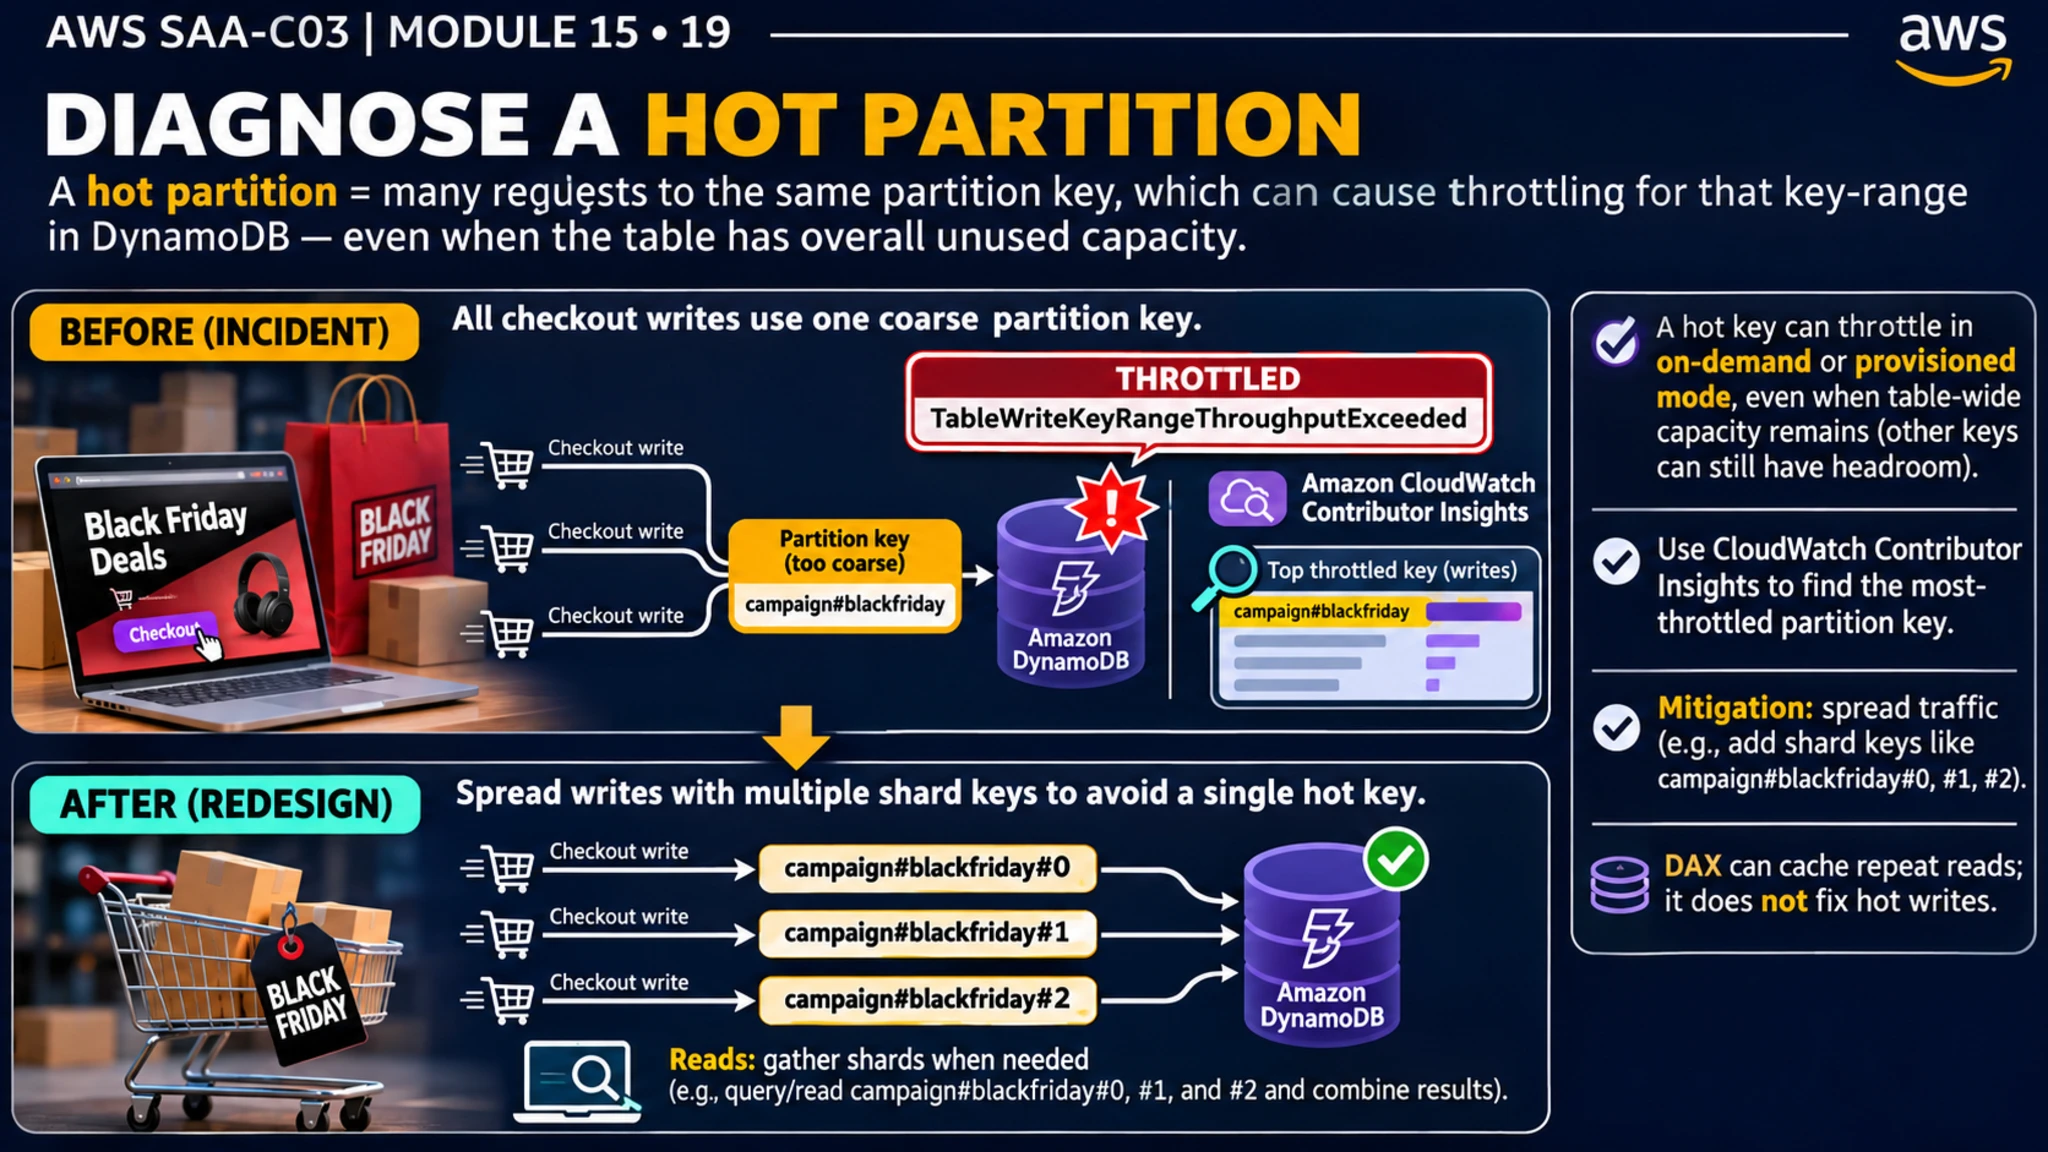 AWS SAA-C03 | MODULE 15 • 19
aws
DIAGNOSE A HOT PARTITION
A hot partition = many requests to the same partition key, which can cause throttling for that key-range
in DynamoDB — even when the table has overall unused capacity.
BEFORE (INCIDENT)
All checkout writes use one coarse partition key.
Black Friday
Deals
Checkout
BLACK
FRIDAY
Checkout write
Checkout write
Checkout write
Partition key
(too coarse)
campaign#blackfriday
THROTTLED
TableWriteKeyRangeThroughputExceeded
!
Amazon
DynamoDB
Amazon CloudWatch
Contributor Insights
Top throttled key (writes)
campaign#blackfriday
AFTER (REDESIGN)
Spread writes with multiple shard keys to avoid a single hot key.
BLACK
FRIDAY
Checkout write
campaign#blackfriday#0
Checkout write
campaign#blackfriday#1
Checkout write
campaign#blackfriday#2
Amazon
DynamoDB
Reads: gather shards when needed
(e.g., query/read campaign#blackfriday#0, #1, and #2 and combine results).
A hot key can throttle in
on-demand or provisioned
mode, even when table-wide
capacity remains (other keys
can still have headroom).
Use CloudWatch Contributor
Insights to find the most-
throttled partition key.
Mitigation: spread traffic
(e.g., add shard keys like
campaign#blackfriday#0, #1, #2).
DAX can cache repeat reads;
it does not fix hot writes.